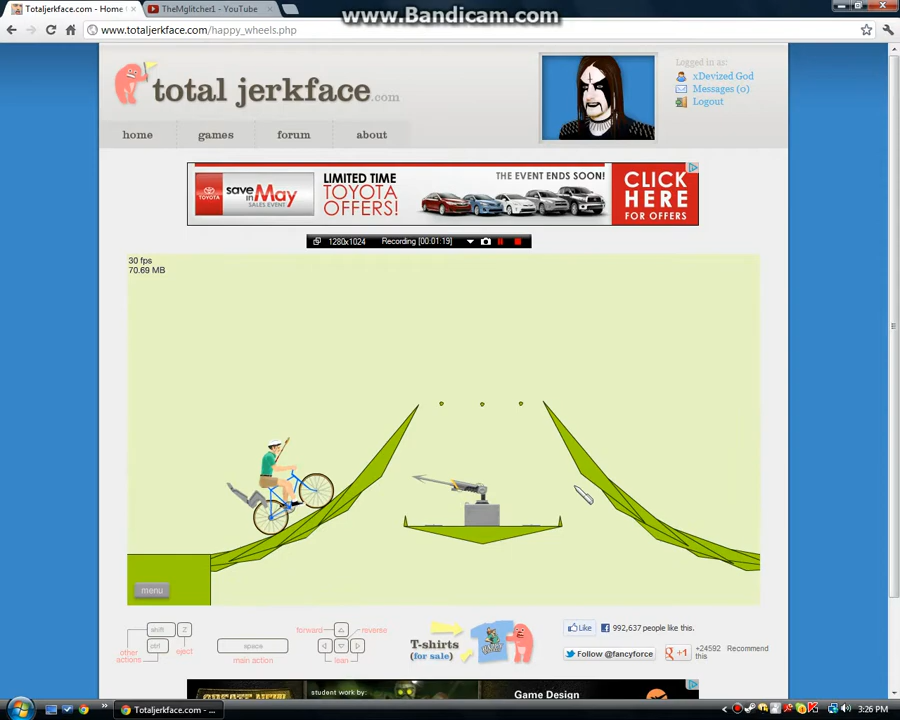 www.Bandicam.com
Totaljerkface.com - Home
TheMglitcher1 - YouTube
www.totaljerkface.com/happy_wheels.php
total jerkface.com
Logged in as:
xDevized God
Messages (0)
Logout
home
games
forum
about
TOYOTA
save in May
SALES EVENT
LIMITED TIME
TOYOTA
OFFERS!
THE EVENT ENDS SOON!
CLICK
HERE
FOR OFFERS
1280x1024
Recording [00:01:19]
30 fps
70.69 MB
menu
shift
Z
ctrl
eject
other
actions
space
main action
forward
reverse
lean
T-shirts
(for sale)
Like
992,637 people like this.
Follow @fancyforce
+1
+24592
Recommend
this
student work by:
Game Design
Totaljerkface.com - ...
3:26 PM